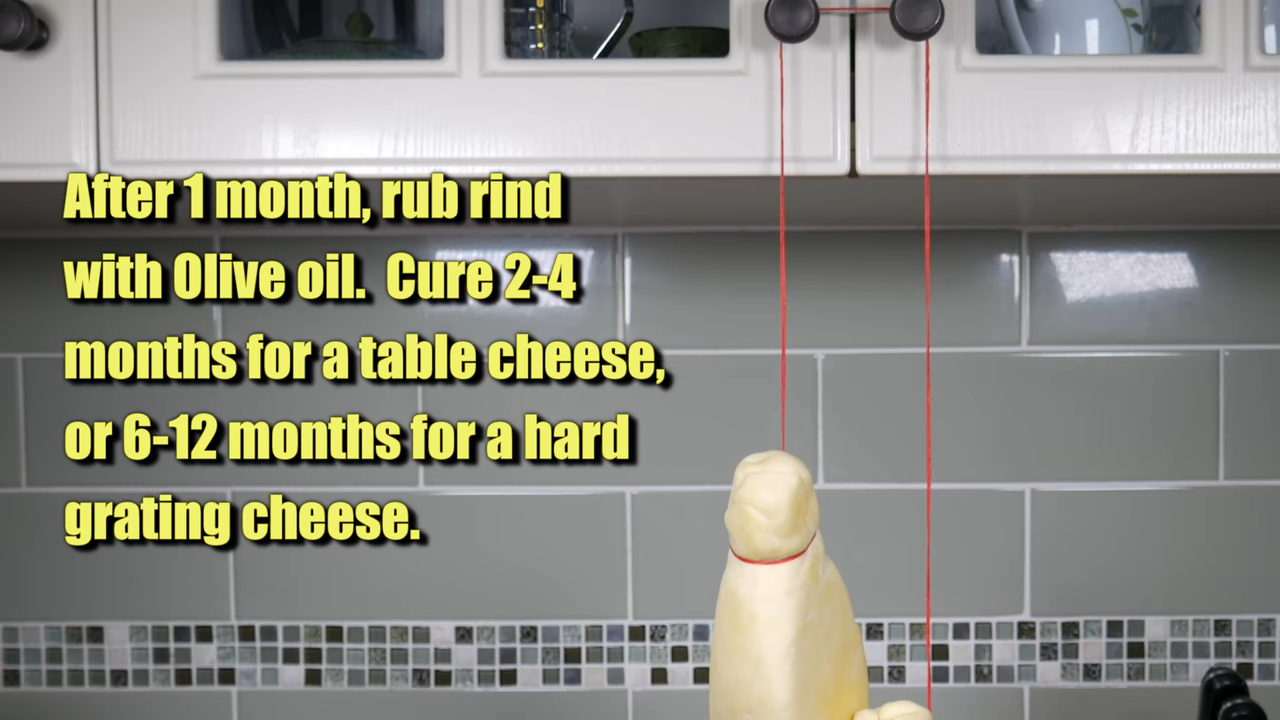 After 1 month, rub rind
with Olive oil.  Cure 2-4
months for a table cheese,
or 6-12 months for a hard
grating cheese.